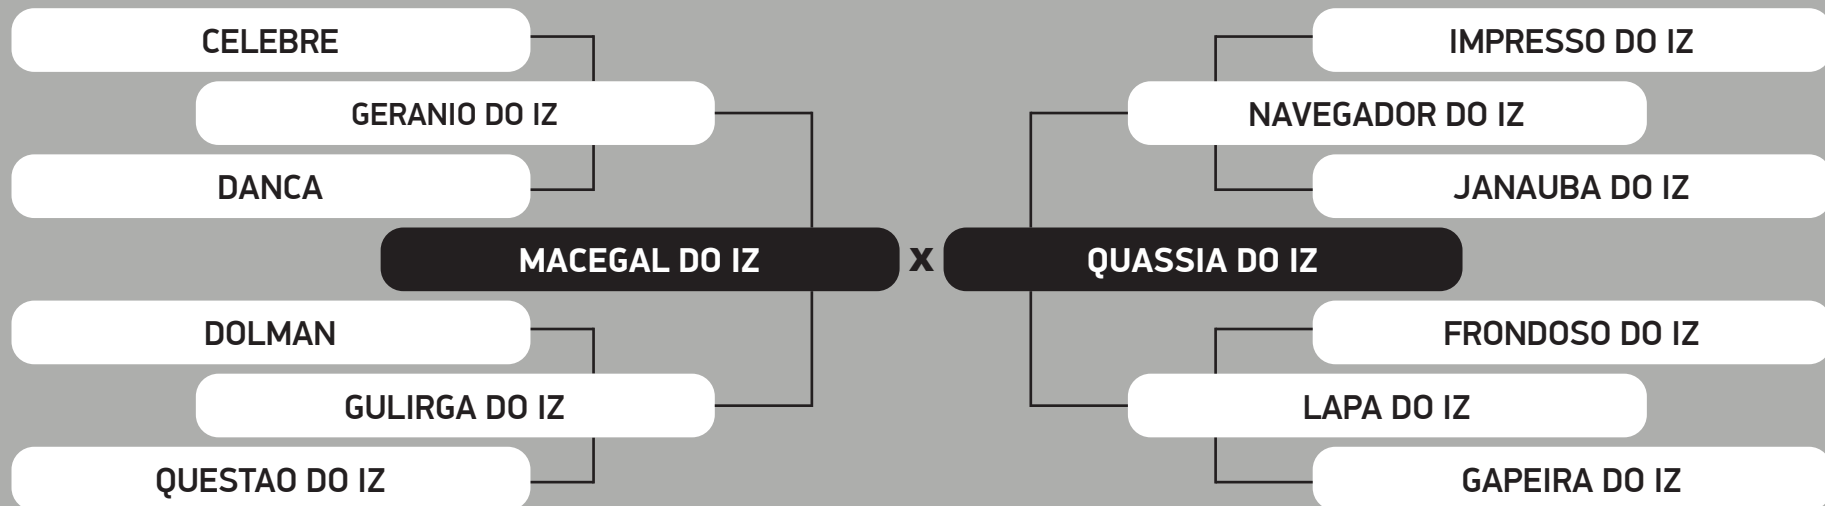 CELEBRE
IMPRESSO DO IZ
GERANIO DO IZ
NAVEGADOR DO IZ
DANCA
JANAUBA DO IZ
MACEGAL DO IZ x QUASSIA DO IZ
DOLMAN
FRONDOSO DO IZ
GULIRGA DO IZ
LAPA DO IZ
QUESTAO DO IZ
GAPEIRA DO IZ